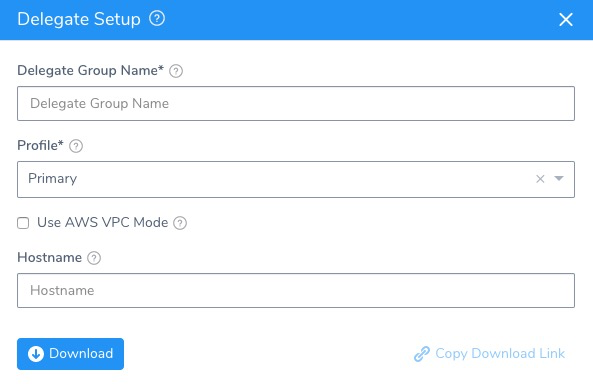 Delegate Setup ?
Delegate Group Name* ?
Delegate Group Name
Profile* ?
Primary
Use AWS VPC Mode ?
Hostname ?
Hostname
Download
Copy Download Link